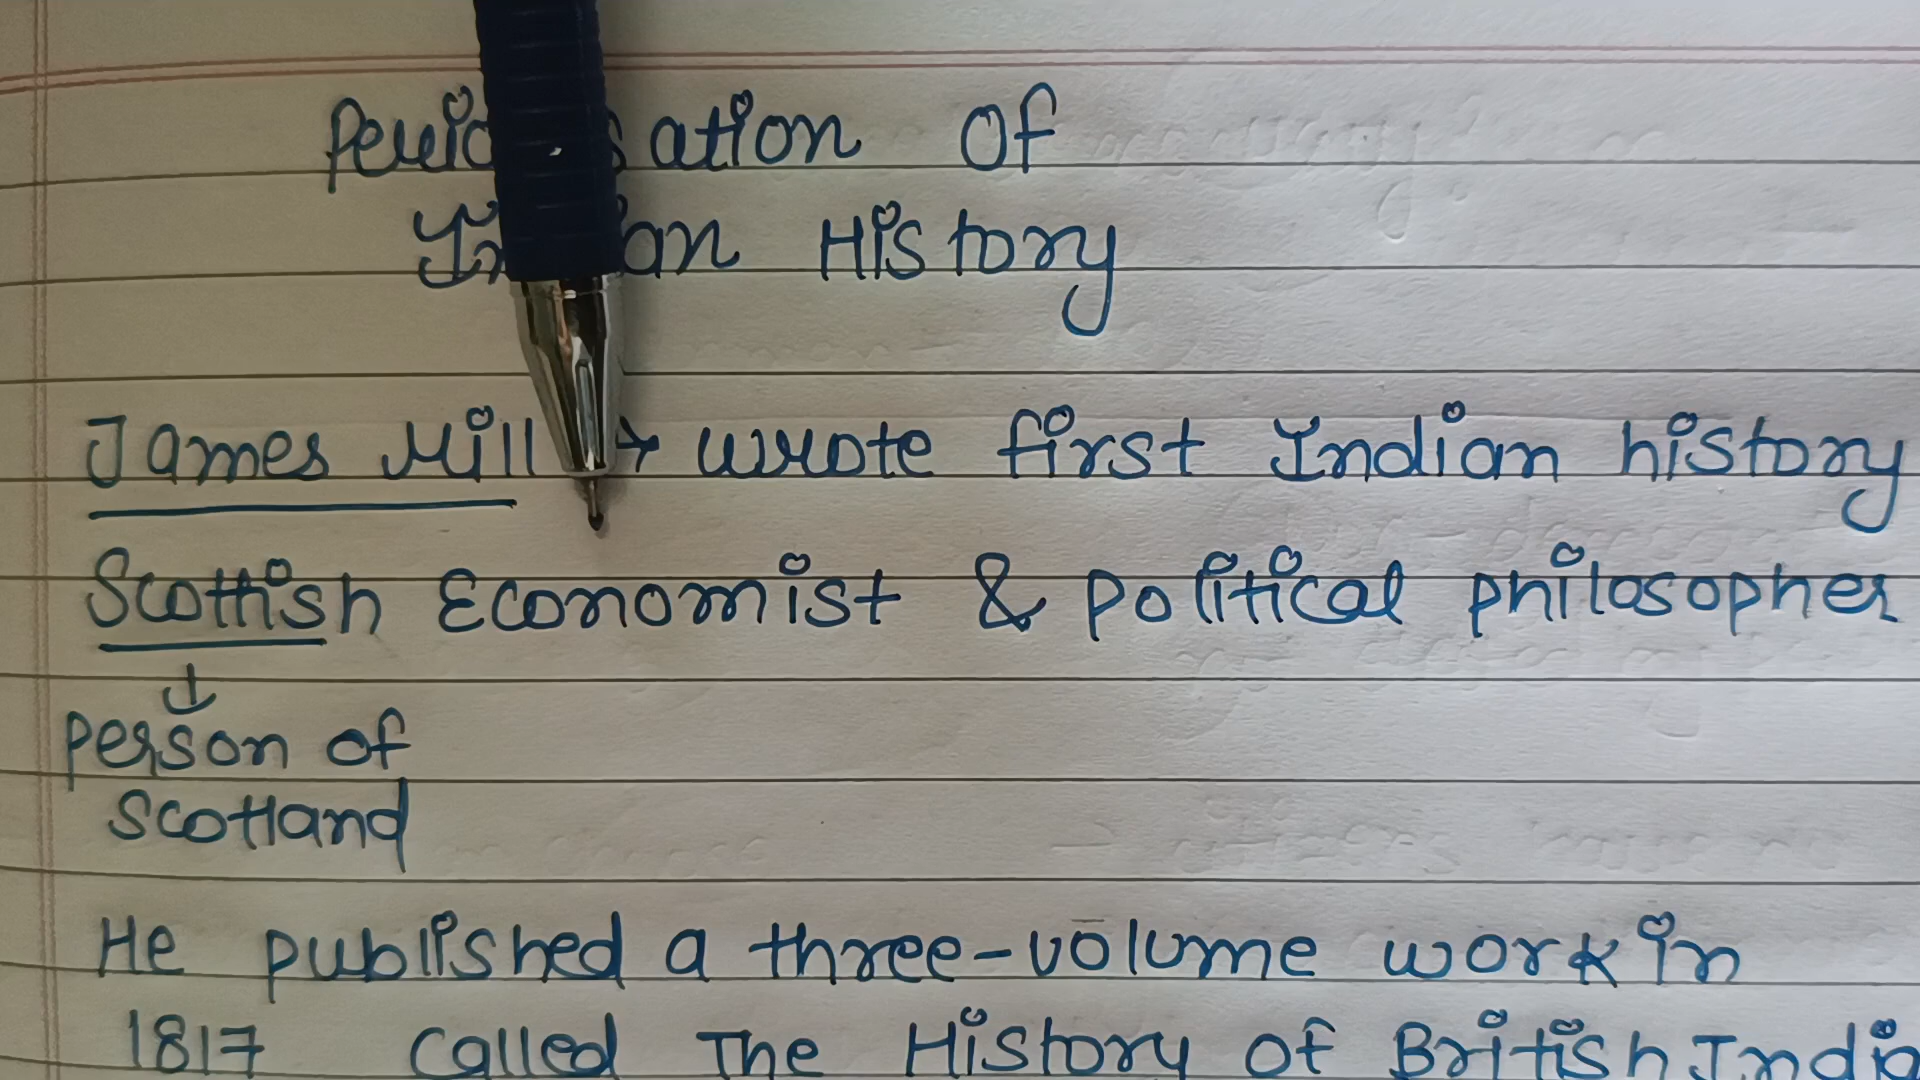 ation Of
History
James Mill → wrote first Indian history
Scottish Economist & political philosopher
↓
person of
Scotland
He published a three-volume work in
1817 called The History of British India